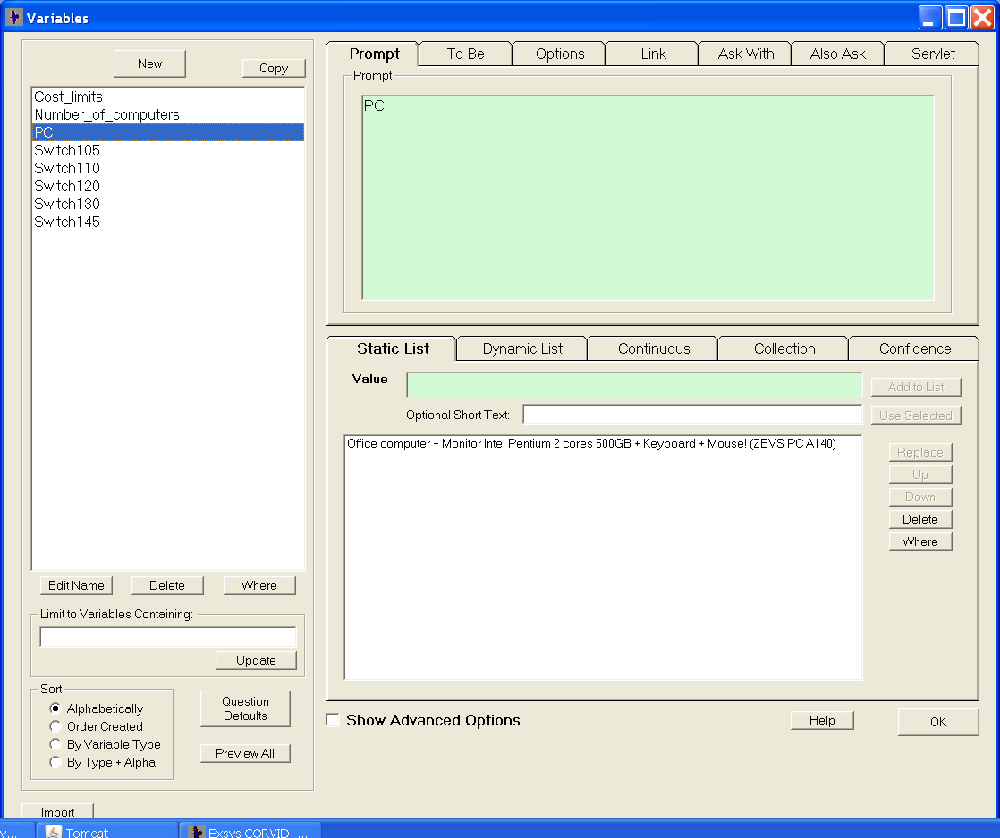 Variables
New
Copy
Cost_limits
Number_of_computers
PC
Switch105
Switch110
Switch120
Switch130
Switch145
Edit Name
Delete
Where
Limit to Variables Containing:
Update
Sort
Alphabetically
Order Created
By Variable Type
By Type + Alpha
Question
Defaults
Preview All
Import
Prompt
To Be
Options
Link
Ask With
Also Ask
Servlet
Prompt
PC
Static List
Dynamic List
Continuous
Collection
Confidence
Value
Add to List
Optional Short Text:
Use Selected
Office computer + Monitor Intel Pentium 2 cores 500GB + Keyboard + Mouse! (ZEVS PC A140)
Replace
Up
Down
Delete
Where
Show Advanced Options
Help
OK
Tomcat
Exsys CORVID: ...